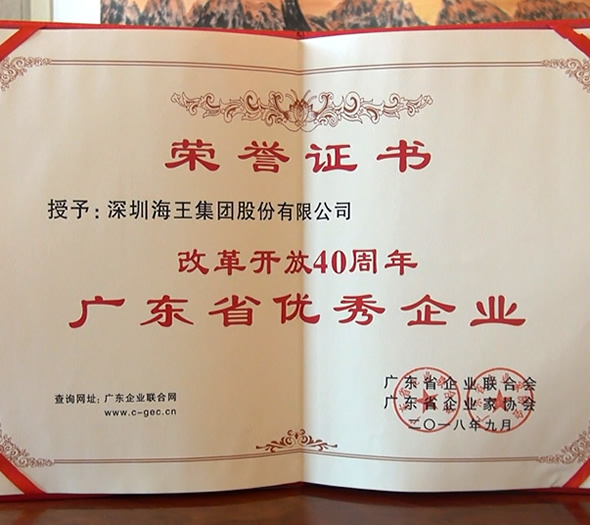 荣誉证书
授予：深圳海王集团股份有限公司
改革开放40周年
广东省优秀企业
查询网址：广东企业联合网
www.c-gec.cn
广东省企业联合会
广东省企业家协会
二〇一八年九月